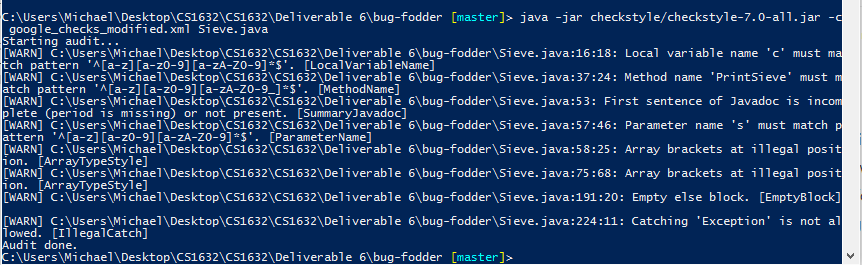 C:\Users\Michael\Desktop\CS1632\CS1632\Deliverable 6\bug-fodder [master]> java -jar checkstyle/checkstyle-7.0-all.jar -c
 google_checks_modified.xml Sieve.java
Starting audit...
[WARN] C:\Users\Michael\Desktop\CS1632\CS1632\Deliverable 6\bug-fodder\Sieve.java:16:18: Local variable name 'c' must ma
tch pattern '^[a-z][a-z0-9][a-zA-Z0-9]*$'. [LocalVariableName]
[WARN] C:\Users\Michael\Desktop\CS1632\CS1632\Deliverable 6\bug-fodder\Sieve.java:37:24: Method name 'PrintSieve' must m
atch pattern '^[a-z][a-z0-9][a-zA-Z0-9_]*$'. [MethodName]
[WARN] C:\Users\Michael\Desktop\CS1632\CS1632\Deliverable 6\bug-fodder\Sieve.java:53: First sentence of Javadoc is incom
plete (period is missing) or not present. [SummaryJavadoc]
[WARN] C:\Users\Michael\Desktop\CS1632\CS1632\Deliverable 6\bug-fodder\Sieve.java:57:46: Parameter name 's' must match p
attern '^[a-z][a-z0-9][a-zA-Z0-9]*$'. [ParameterName]
[WARN] C:\Users\Michael\Desktop\CS1632\CS1632\Deliverable 6\bug-fodder\Sieve.java:58:25: Array brackets at illegal posit
ion. [ArrayTypeStyle]
[WARN] C:\Users\Michael\Desktop\CS1632\CS1632\Deliverable 6\bug-fodder\Sieve.java:75:68: Array brackets at illegal posit
ion. [ArrayTypeStyle]
[WARN] C:\Users\Michael\Desktop\CS1632\CS1632\Deliverable 6\bug-fodder\Sieve.java:191:20: Empty else block. [EmptyBlock]
[WARN] C:\Users\Michael\Desktop\CS1632\CS1632\Deliverable 6\bug-fodder\Sieve.java:224:11: Catching 'Exception' is not al
lowed. [IllegalCatch]
Audit done.
C:\Users\Michael\Desktop\CS1632\CS1632\Deliverable 6\bug-fodder [master]>